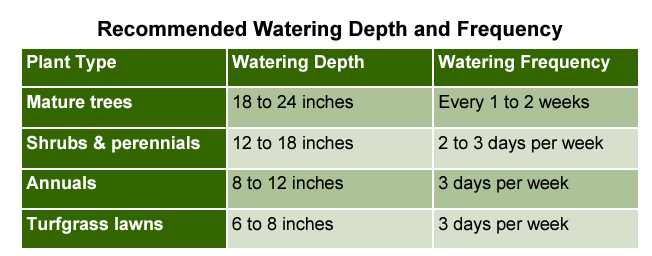 Recommended Watering Depth and Frequency
Plant Type Watering Depth Watering Frequency
Mature trees 18 to 24 inches Every 1 to 2 weeks
Shrubs & perennials 12 to 18 inches 2 to 3 days per week
Annuals 8 to 12 inches 3 days per week
Turfgrass lawns 6 to 8 inches 3 days per week